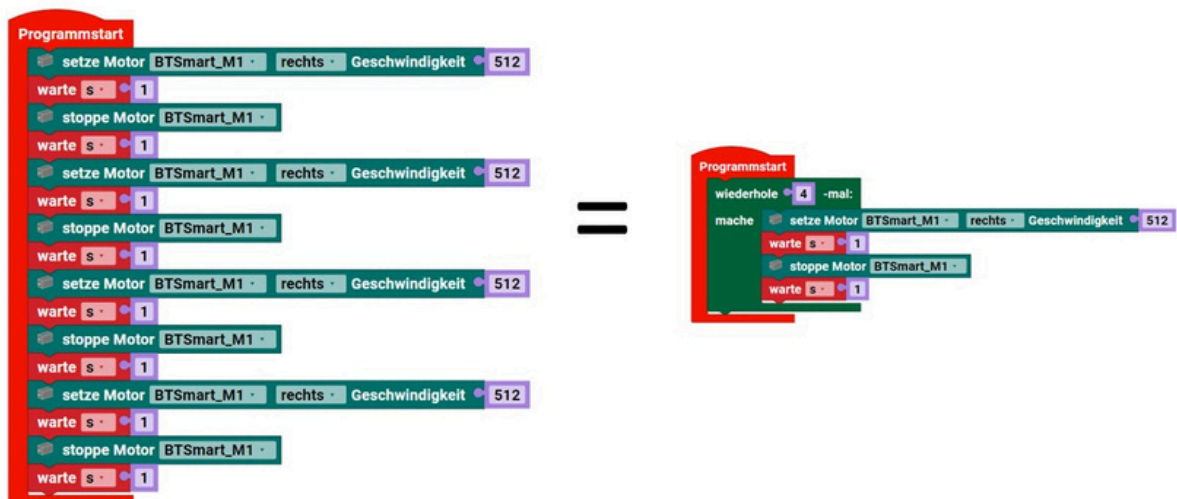 Programmstart
setze Motor BTSmart_M1 rechts Geschwindigkeit 512
warte s 1
stoppe Motor BTSmart_M1
warte s 1
setze Motor BTSmart_M1 rechts Geschwindigkeit 512
warte s 1
stoppe Motor BTSmart_M1
warte s 1
setze Motor BTSmart_M1 rechts Geschwindigkeit 512
warte s 1
stoppe Motor BTSmart_M1
warte s 1
setze Motor BTSmart_M1 rechts Geschwindigkeit 512
warte s 1
stoppe Motor BTSmart_M1
warte s 1
=
Programmstart
wiederhole 4 -mal:
mache setze Motor BTSmart_M1 rechts Geschwindigkeit 512
warte s 1
stoppe Motor BTSmart_M1
warte s 1